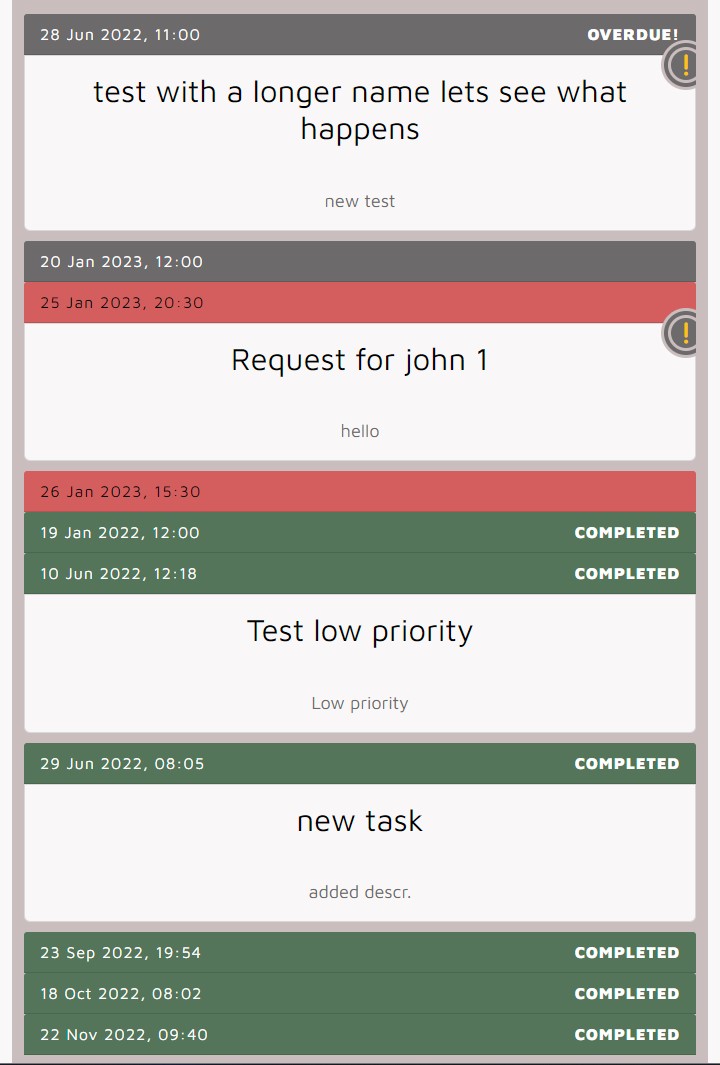 28 Jun 2022, 11:00 OVERDUE!
!
test with a longer name lets see what
happens
new test
20 Jan 2023, 12:00
25 Jan 2023, 20:30
!
Request for john 1
hello
26 Jan 2023, 15:30
19 Jan 2022, 12:00 COMPLETED
10 Jun 2022, 12:18 COMPLETED
Test low priority
Low priority
29 Jun 2022, 08:05 COMPLETED
new task
added descr.
23 Sep 2022, 19:54 COMPLETED
18 Oct 2022, 08:02 COMPLETED
22 Nov 2022, 09:40 COMPLETED